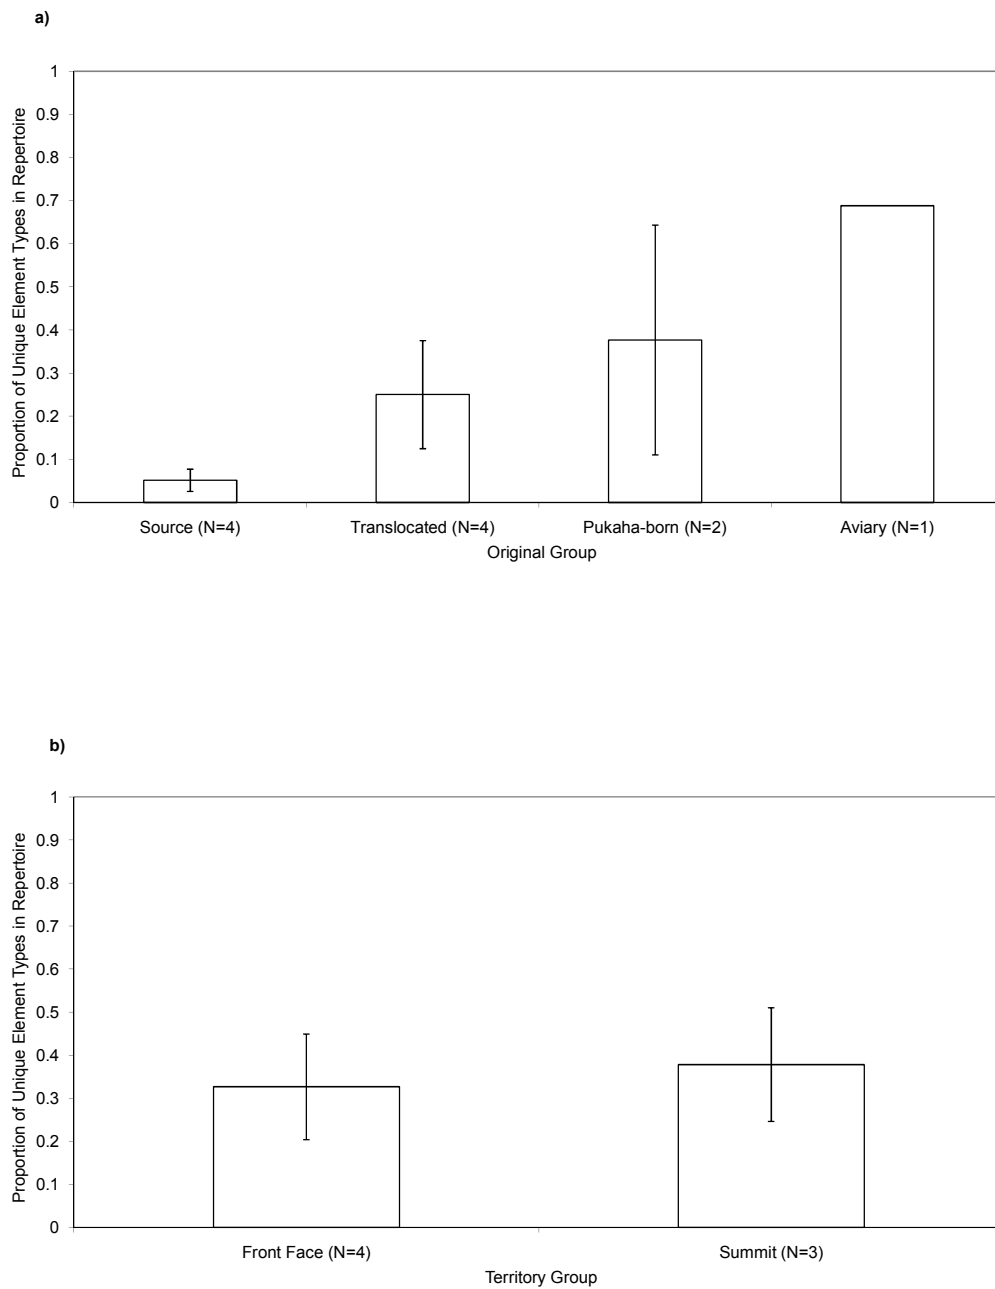 a)
Proportion of Unique Element Types in Repertoire
1
0.9
0.8
0.7
0.6
0.5
0.4
0.3
0.2
0.1
0
Source (N=4) Translocated (N=4) Pukaha-born (N=2) Aviary (N=1)
Original Group
b)
Proportion of Unique Element Types in Repertoire
1
0.9
0.8
0.7
0.6
0.5
0.4
0.3
0.2
0.1
0
Front Face (N=4) Summit (N=3)
Territory Group